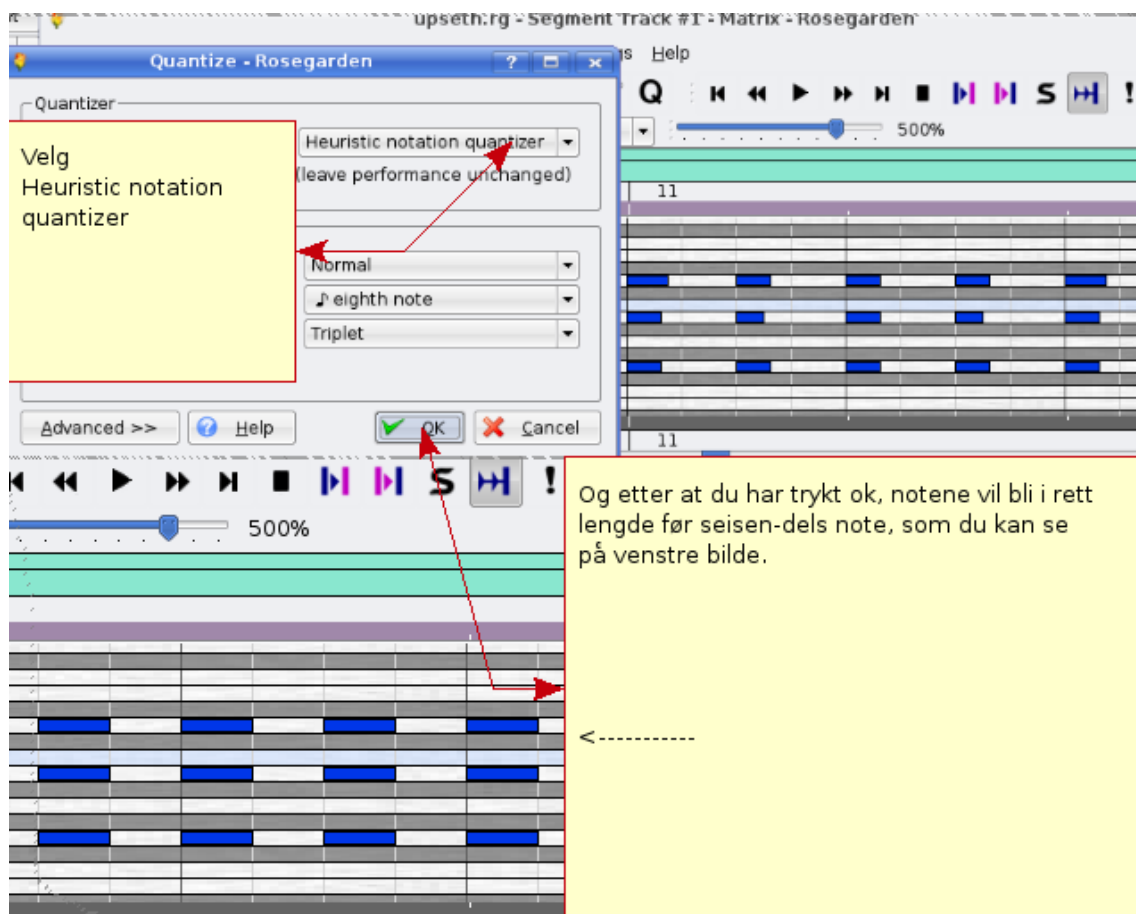 upseth.rg - Segment Track #1 - Matrix - Rosegarden
Quantize - Rosegarden
Help
Quantizer
Q
S
!
500%
Velg
Heuristic notation
quantizer
Heuristic notation quantizer
(leave performance unchanged)
11
Normal
eighth note
Triplet
Advanced >>
Help
OK
Cancel
11
S
!
500%
Og etter at du har trykt ok, notene vil bli i rett
lengde før seisen-dels note, som du kan se
på venstre bilde.
<-----------